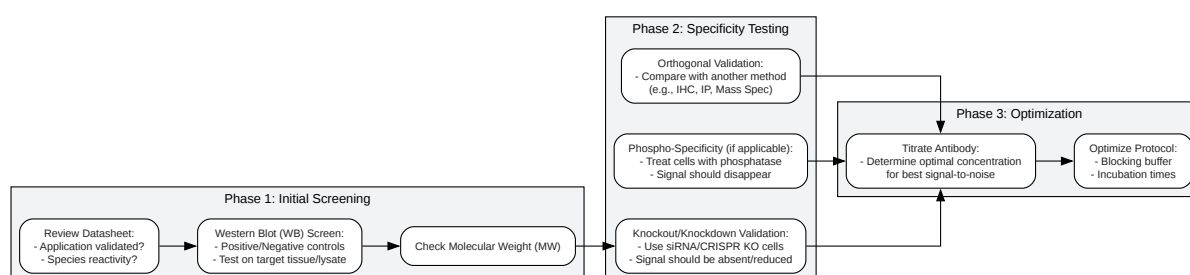 Phase 1: Initial Screening
Review Datasheet:
- Application validated?
- Species reactivity?
Western Blot (WB) Screen:
- Positive/Negative controls
- Test on target tissue/lysate
Check Molecular Weight (MW)
Phase 2: Specificity Testing
Orthogonal Validation:
- Compare with another method
(e.g., IHC, IP, Mass Spec)
Phospho-Specificity (if applicable):
- Treat cells with phosphatase
- Signal should disappear
Knockout/Knockdown Validation:
- Use siRNA/CRISPR KO cells
- Signal should be absent/reduced
Phase 3: Optimization
Titrate Antibody:
- Determine optimal concentration
for best signal-to-noise
Optimize Protocol:
- Blocking buffer
- Incubation times